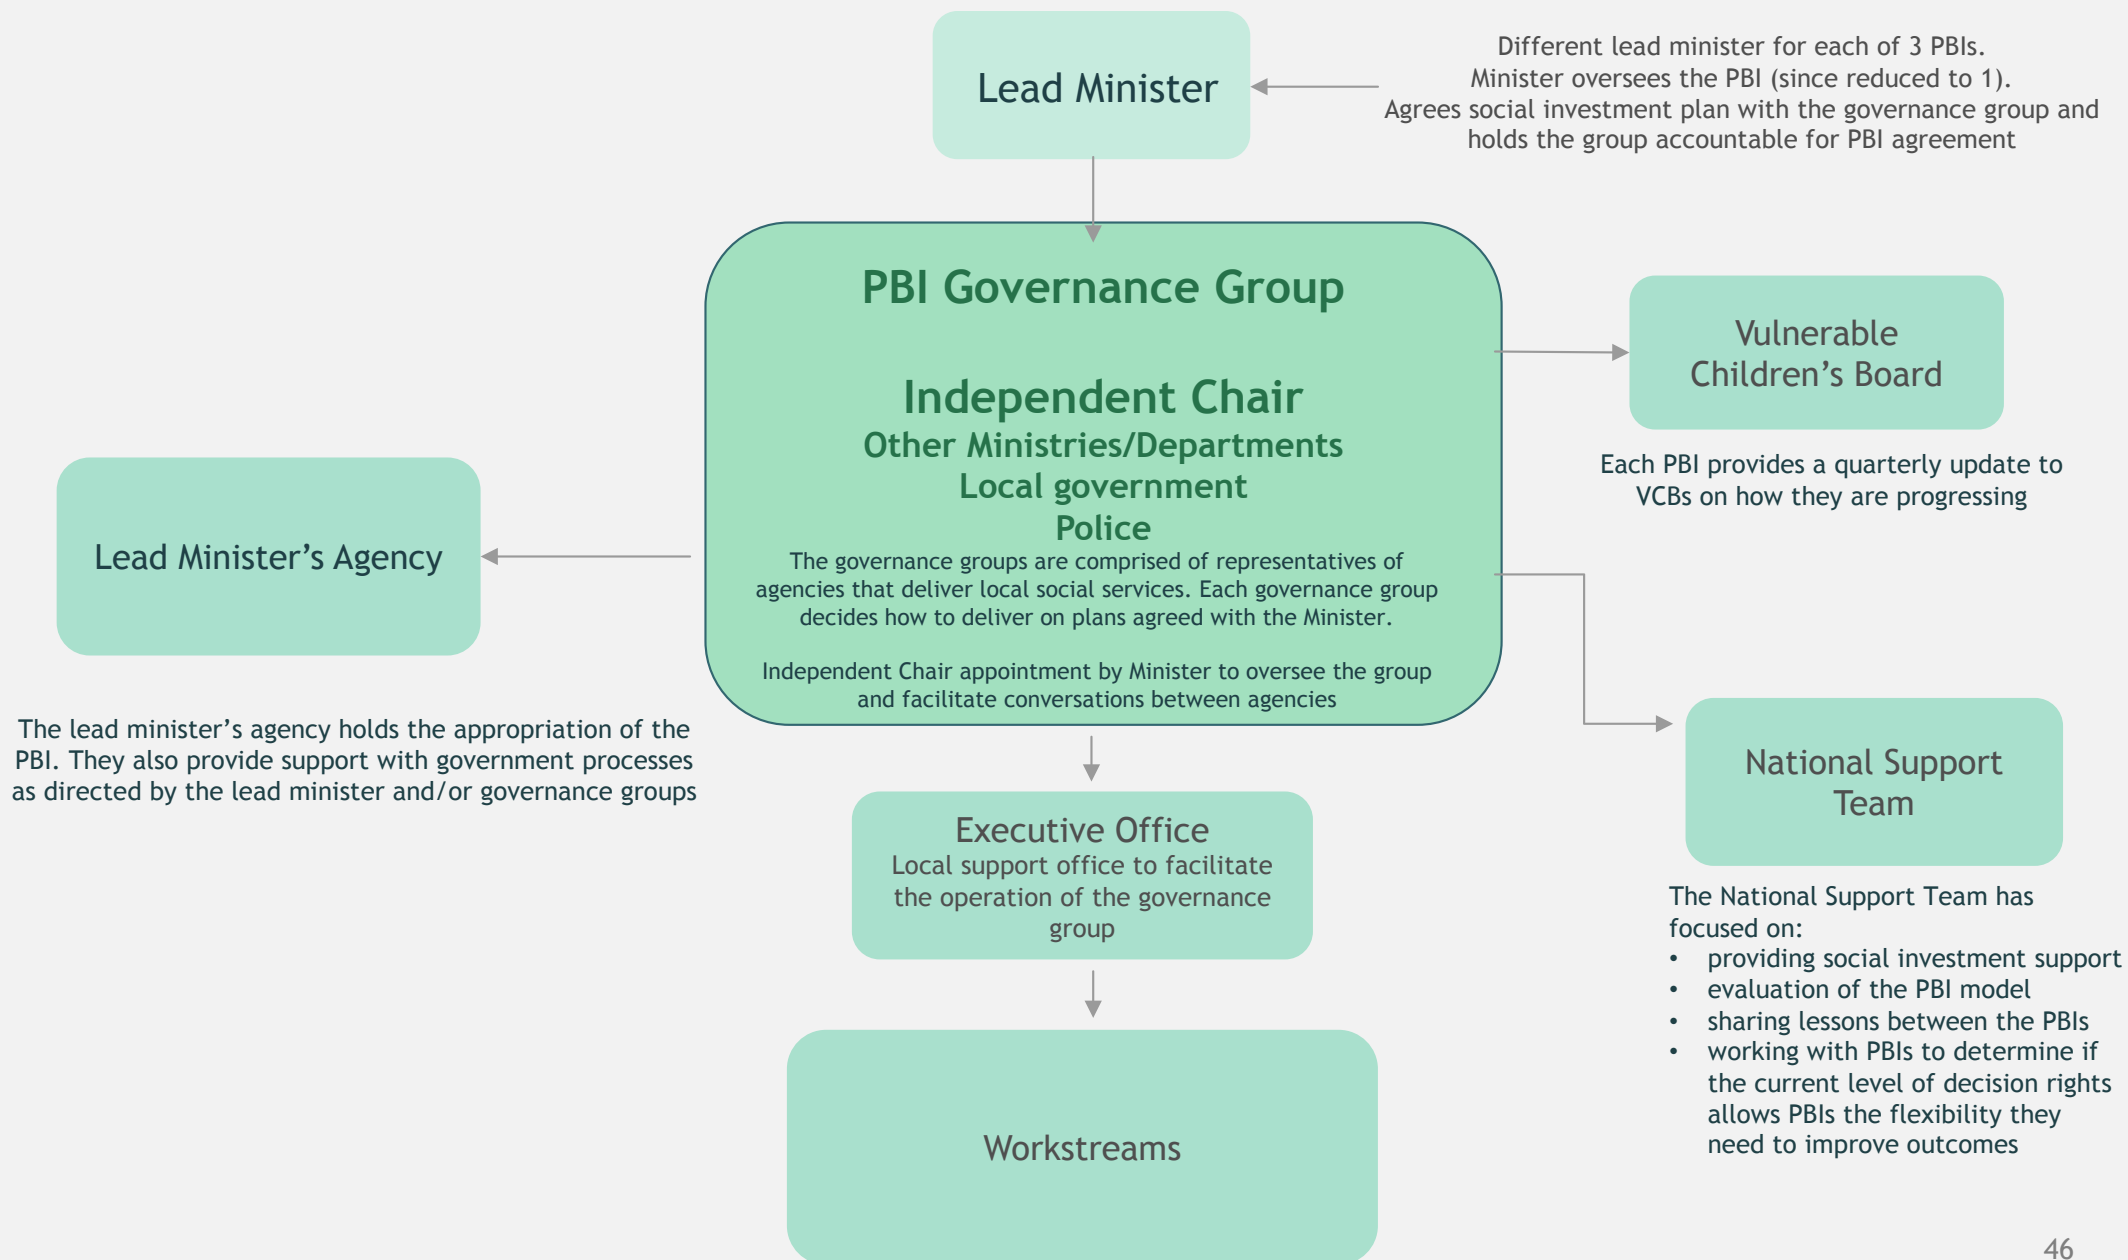 Lead Minister
Different lead minister for each of 3 PBIs.
Minister oversees the PBI (since reduced to 1).
Agrees social investment plan with the governance group and
holds the group accountable for PBI agreement
PBI Governance Group
Independent Chair
Other Ministries/Departments
Local government
Police
The governance groups are comprised of representatives of
agencies that deliver local social services. Each governance group
decides how to deliver on plans agreed with the Minister.
Independent Chair appointment by Minister to oversee the group
and facilitate conversations between agencies
Vulnerable
Children’s Board
Each PBI provides a quarterly update to
VCBs on how they are progressing
Lead Minister’s Agency
The lead minister’s agency holds the appropriation of the
PBI. They also provide support with government processes
as directed by the lead minister and/or governance groups
National Support
Team
The National Support Team has
focused on:
• providing social investment support
• evaluation of the PBI model
• sharing lessons between the PBIs
• working with PBIs to determine if
the current level of decision rights
allows PBIs the flexibility they
need to improve outcomes
Executive Office
Local support office to facilitate
the operation of the governance
group
Workstreams
46